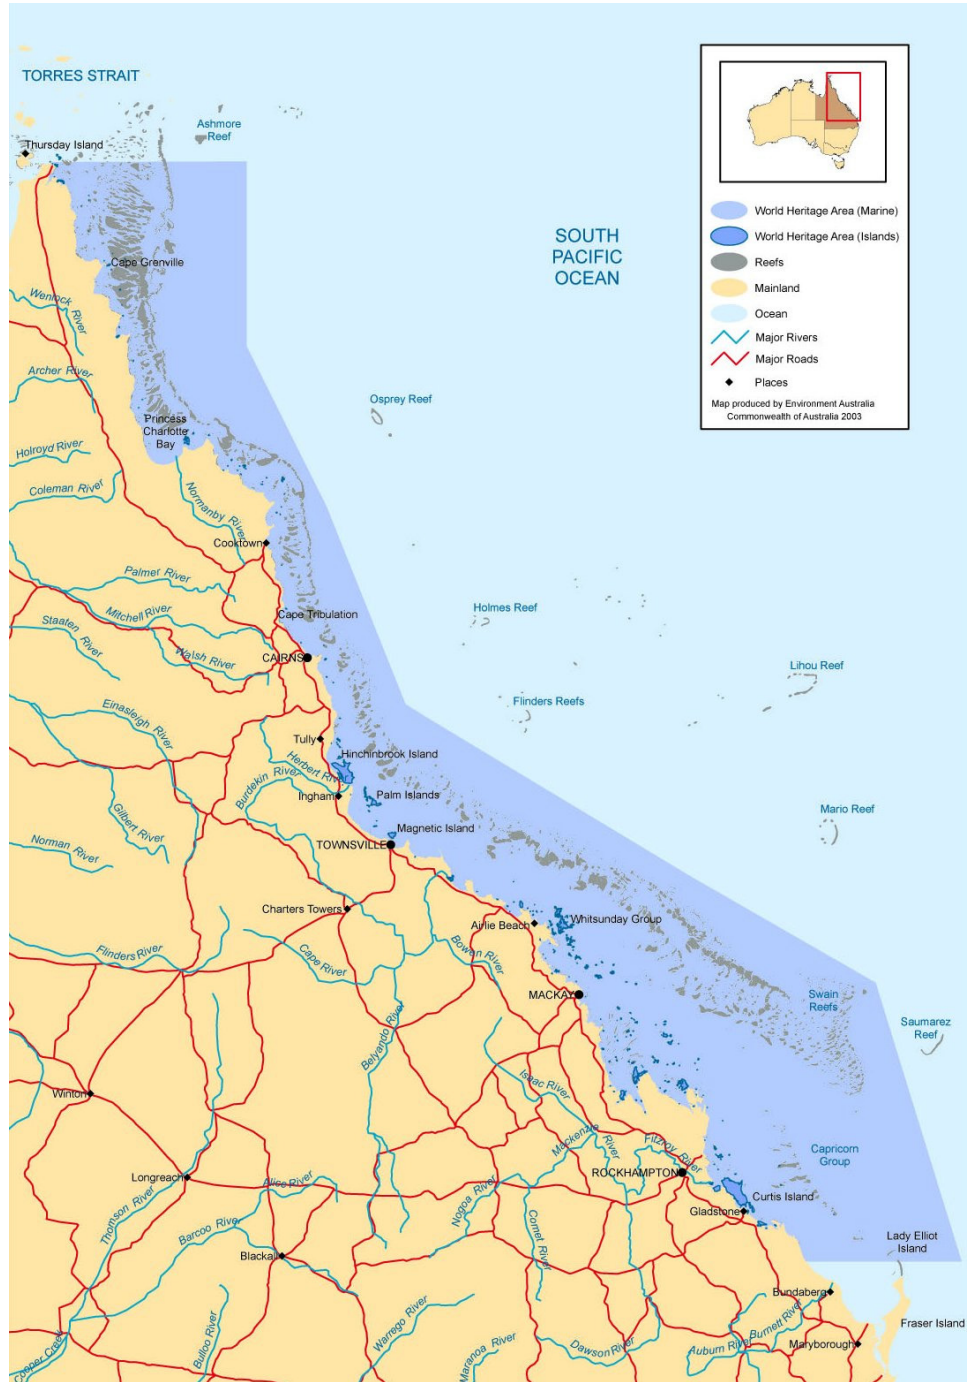 TORRES STRAIT
Ashmore
Reef
Thursday Island
SOUTH
PACIFIC
OCEAN
World Heritage Area (Marine)
World Heritage Area (Islands)
Reefs
Mainland
Ocean
Major Rivers
Major Roads
Places
Map produced by Environment Australia
Commonwealth of Australia 2003
Cape Grenville
Wenlock River
Archer River
Osprey Reef
Princess
Charlotte
Bay
Holroyd River
Coleman River
Normanby River
Cooktown
Palmer River
Mitchell River
Cape Tribulation
Holmes Reef
Staaten River
Walsh River
CAIRNS
Lihou Reef
Flinders Reefs
Einasleigh River
Tully
Hinchinbrook Island
Herbert River
Burdekin River
Ingham
Palm Islands
Gilbert River
Mario Reef
Magnetic Island
Norman River
TOWNSVILLE
Charters Towers
Whitsunday Group
Airlie Beach
Flinders River
Cape River
Bowen River
MACKAY
Swain
Reefs
Saumarez
Reef
Belyando River
Isaac River
Winton
Mackenzie
River
Fitzroy River
Capricorn
Group
ROCKHAMPTON
Longreach
Alice River
Nogoa River
Curtis Island
Gladstone
Thomson River
Barcoo River
Comet River
Blackall
Lady Elliot
Island
Bundaberg
Burnett River
Fraser Island
Maryborough
Auburn River
Dawson River
Warrego River
Maranoa River
Bulloo River
Cooper Creek